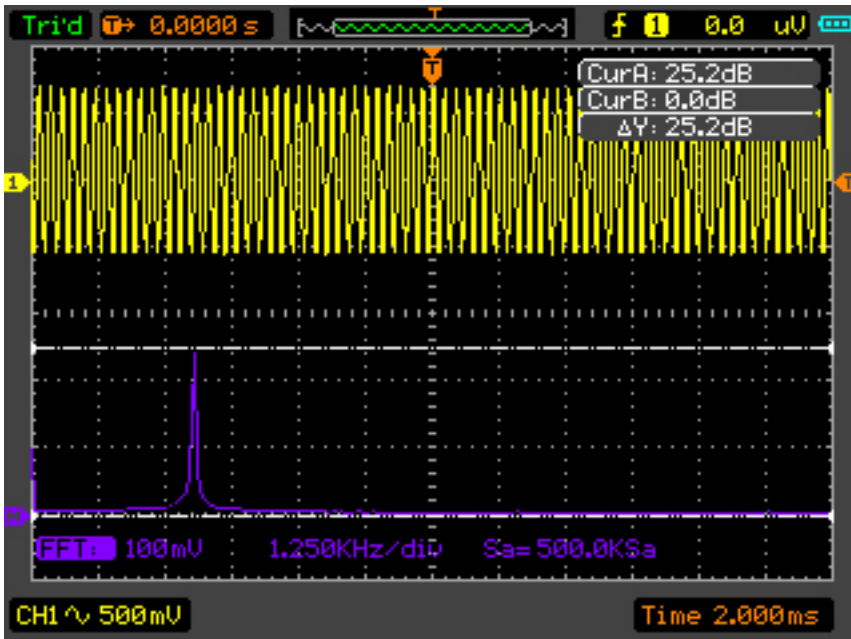 Tri'd T→ 0.0000 s T ƒ 1 0.0 uV
T
CurA: 25.2dB
CurB: 0.0dB
ΔY: 25.2dB
1 T
M
FFT: 100mV 1.250KHz/div Sa=500.0KSa
CH1∿ 500mV Time 2.000ms